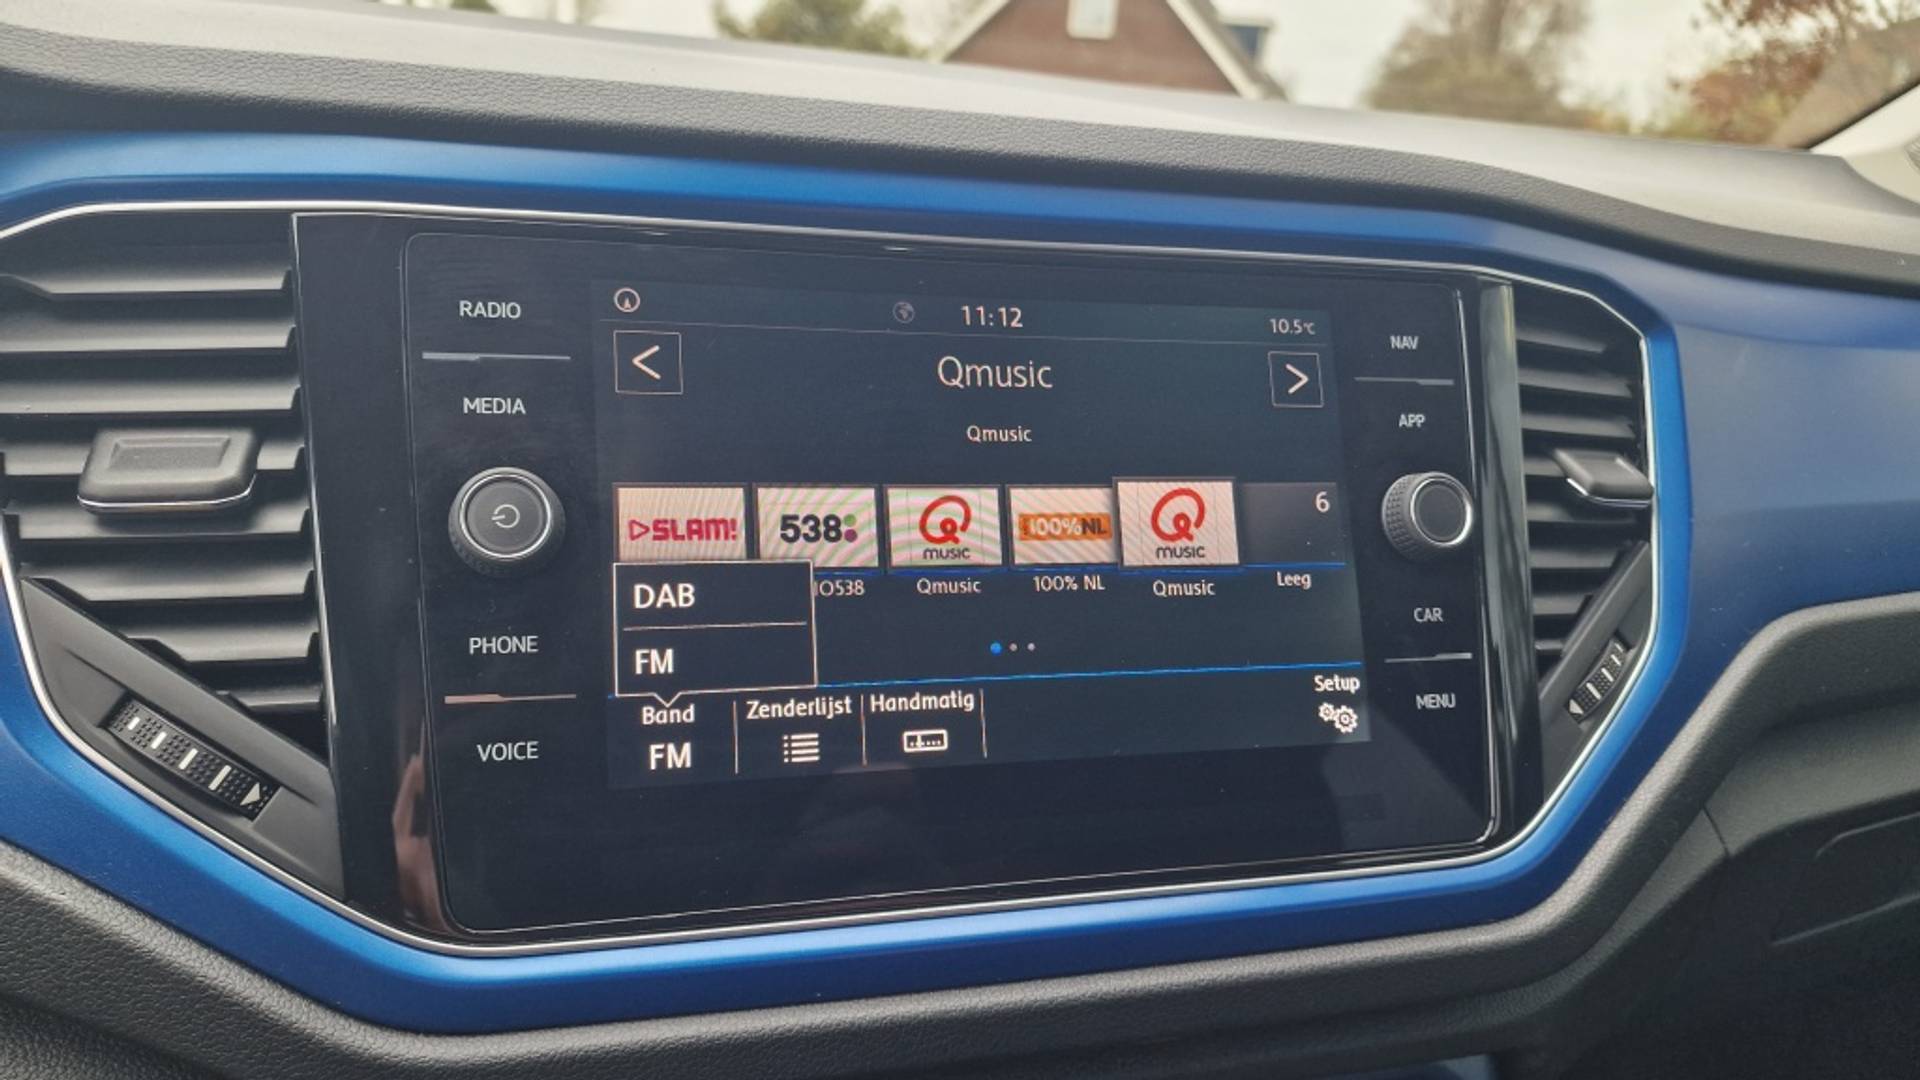 RADIO
MEDIA
PHONE
VOICE
11:12
10.5°C
<
Qmusic
>
Qmusic
SLAM!
538
Q
MUSIC
100%NL
Q
MUSIC
6
IO538
Qmusic
100% NL
Qmusic
Leeg
DAB
FM
Band
FM
Zenderlijst
Handmatig
Setup
NAV
APP
CAR
MENU